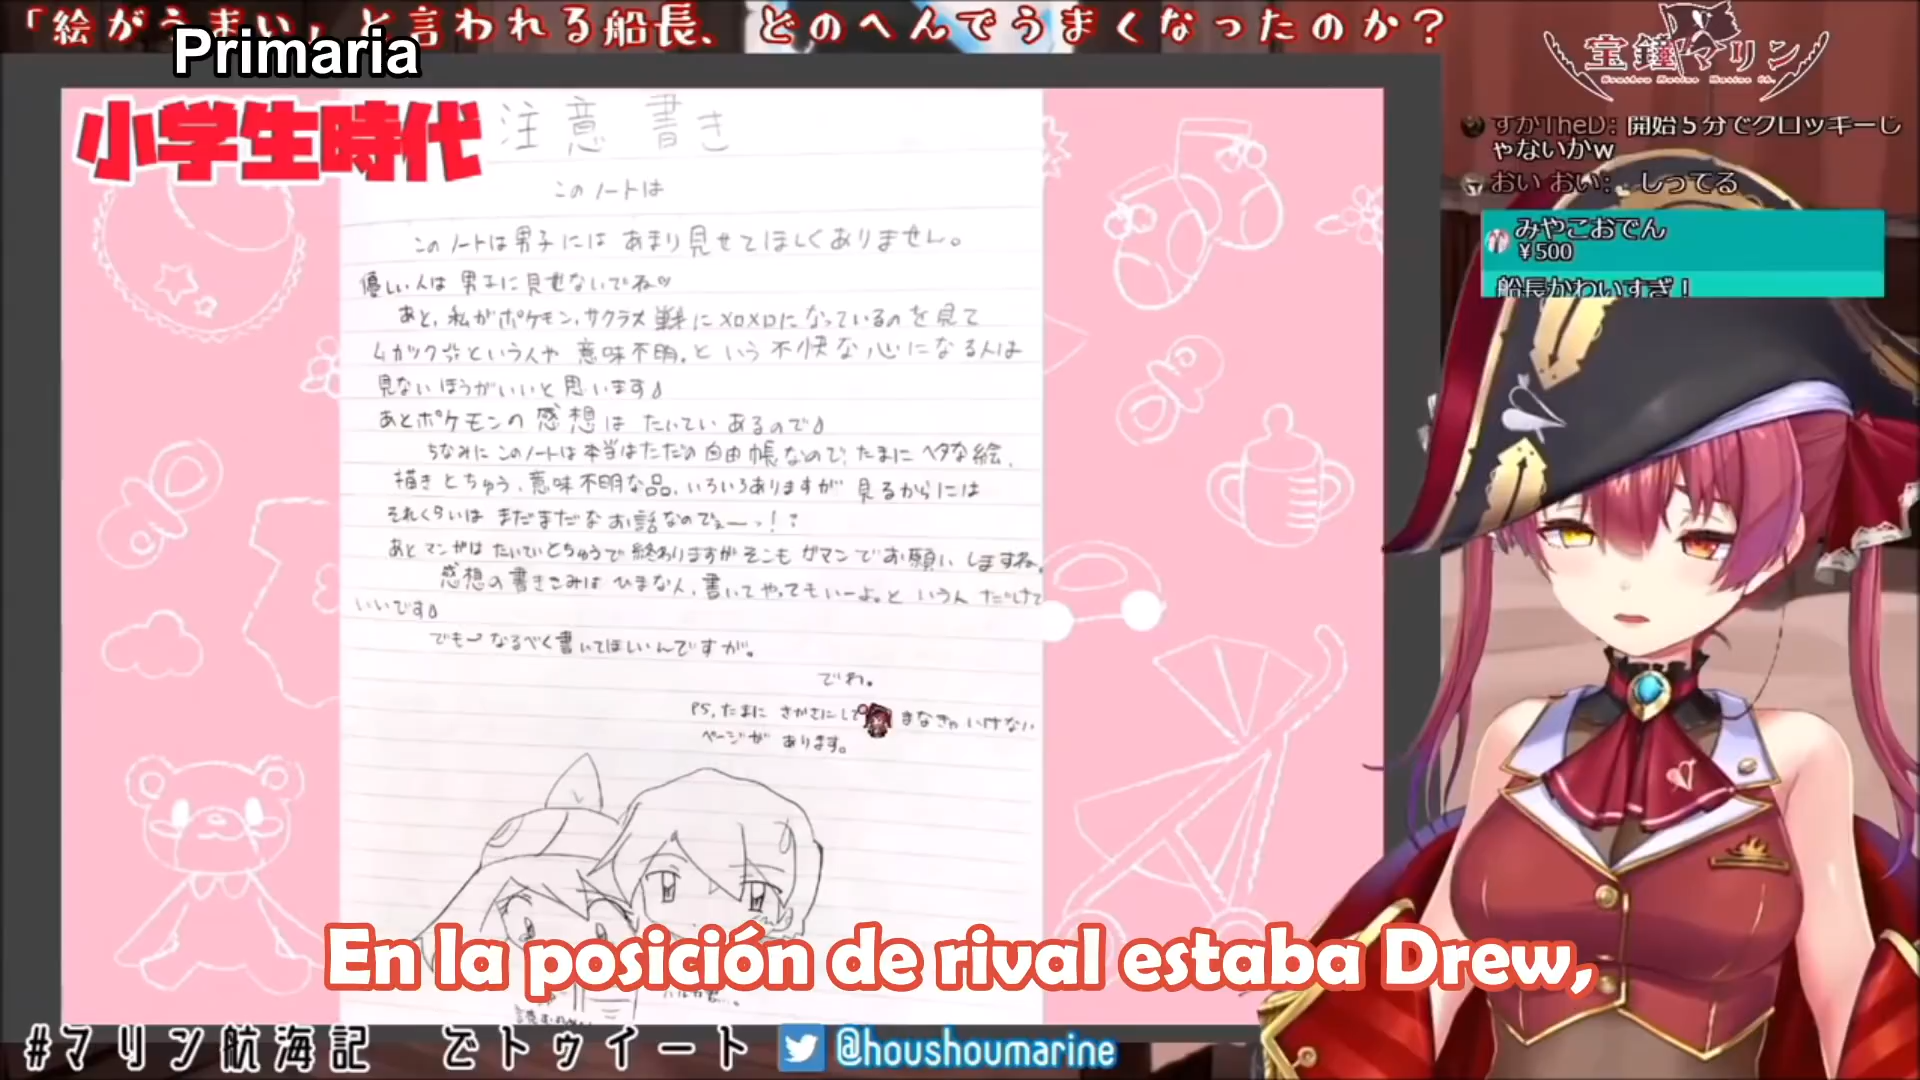 「絵がうまい」と言われる船長、どのへんでうまくなったのか？
Primaria
小学生時代
宝鐘マリン
Houshou Marine
すかTheD: 開始５分でクロッキーじゃないかw
おい おい: しってる
みやこおでん
¥500
船長かわいすぎ！
注意書き
このノートは
このノートは男子には あまり見せてほしくありません。
優しい人は 男子に見せないでね♡
あと、私がポケモン、サクラ大戦にメロメロになっているのを見て
ムカツク という人や 意味不明。という不快な心になる人は
見ないほうがいいと思います♪
あとポケモンの感想は たいてい あるので♪
ちなみに このノートは本当はただの自由帳なので、たまに ヘタな絵、
描きとちゅう、意味不明な品、いろいろありますが 見るからには
それくらいは まだまだな お話なのでぇーっ！
あと マンガは たいていとちゅうで 終わりますが そこも ガマンで お願いしますね。
感想の書きこみは ひまな人、書いてやってもいーよ。と いう人 だけで
いいです♪
でも〜 なるべく書いてほしいんですが。
でわ。
PS、たまに さかさにして まなきゃいけない
ページが あります。
En la posición de rival estaba Drew,
#マリン航海記 でトゥイート @houshoumarine